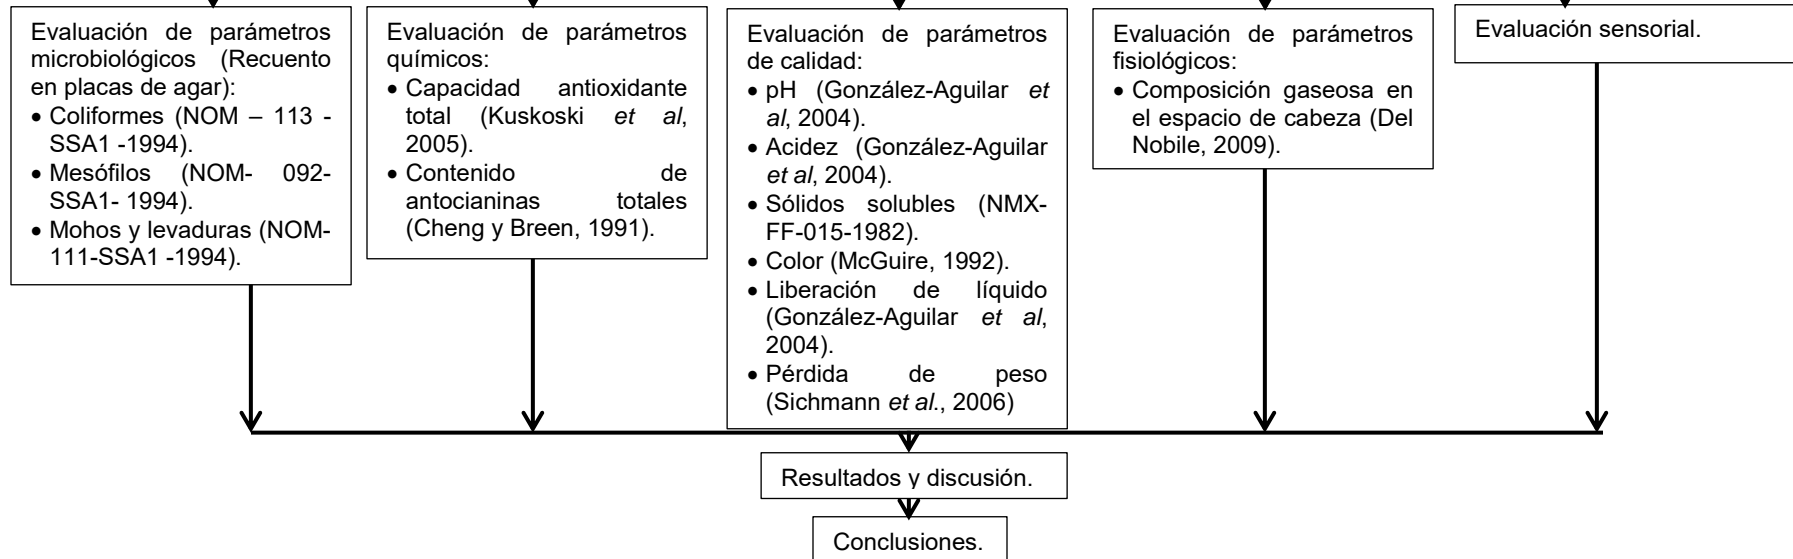 Evaluación de parámetros
microbiológicos (Recuento
en placas de agar):
• Coliformes (NOM – 113 -
SSA1 -1994).
• Mesófilos (NOM- 092-
SSA1- 1994).
• Mohos y levaduras (NOM-
111-SSA1 -1994).
Evaluación de parámetros
químicos:
• Capacidad antioxidante
total (Kuskoski et al,
2005).
• Contenido de
antocianinas totales
(Cheng y Breen, 1991).
Evaluación de parámetros
de calidad:
• pH (González-Aguilar et
al, 2004).
• Acidez (González-Aguilar
et al, 2004).
• Sólidos solubles (NMX-
FF-015-1982).
• Color (McGuire, 1992).
• Liberación de líquido
(González-Aguilar et al,
2004).
• Pérdida de peso
(Sichmann et al., 2006)
Evaluación de parámetros
fisiológicos:
• Composición gaseosa en
el espacio de cabeza (Del
Nobile, 2009).
Evaluación sensorial.
Resultados y discusión.
Conclusiones.